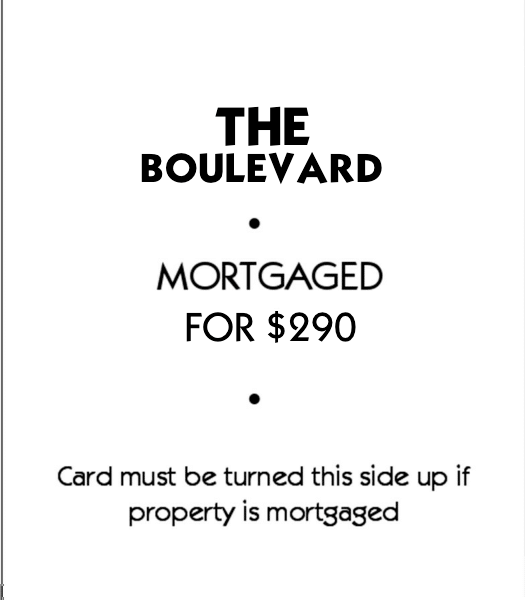 THE
BOULEVARD
•
MORTGAGED
FOR $290
•
Card must be turned this side up if
property is mortgaged